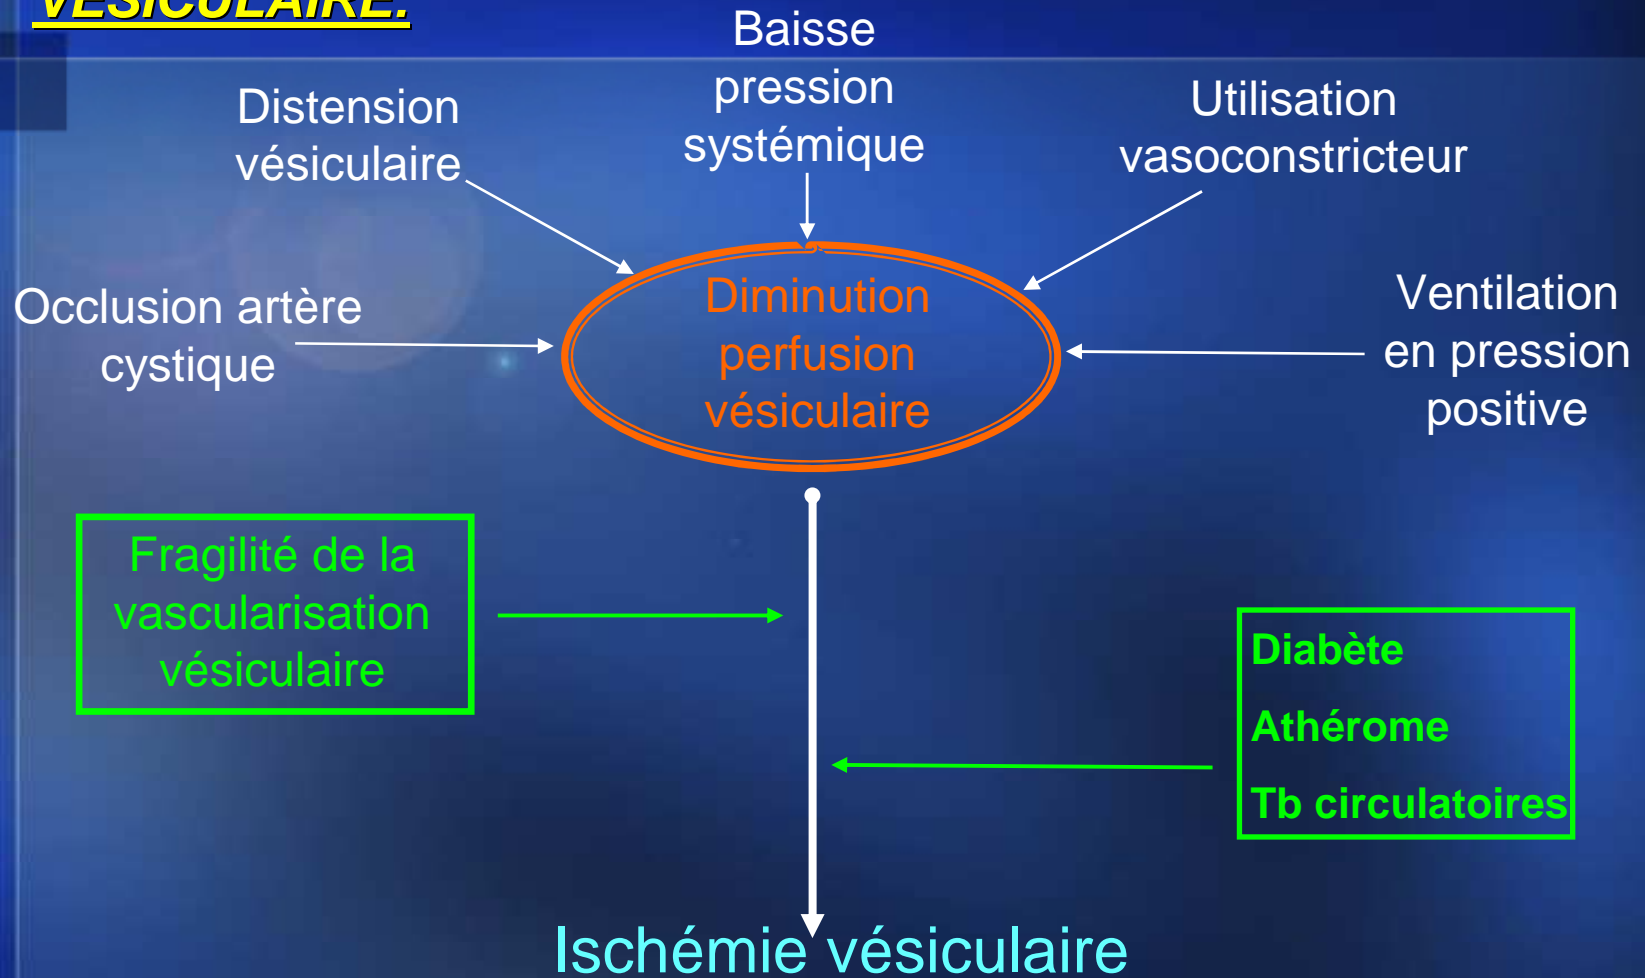 VÉSICULAIRE.
Baisse
pression
systémique
Distension
vésiculaire
Utilisation
vasoconstricteur
Occlusion artère
cystique
Diminution
perfusion
vésiculaire
Ventilation
en pression
positive
Fragilité de la
vascularisation
vésiculaire
Diabète
Athérome
Tb circulatoires
Ischémie vésiculaire